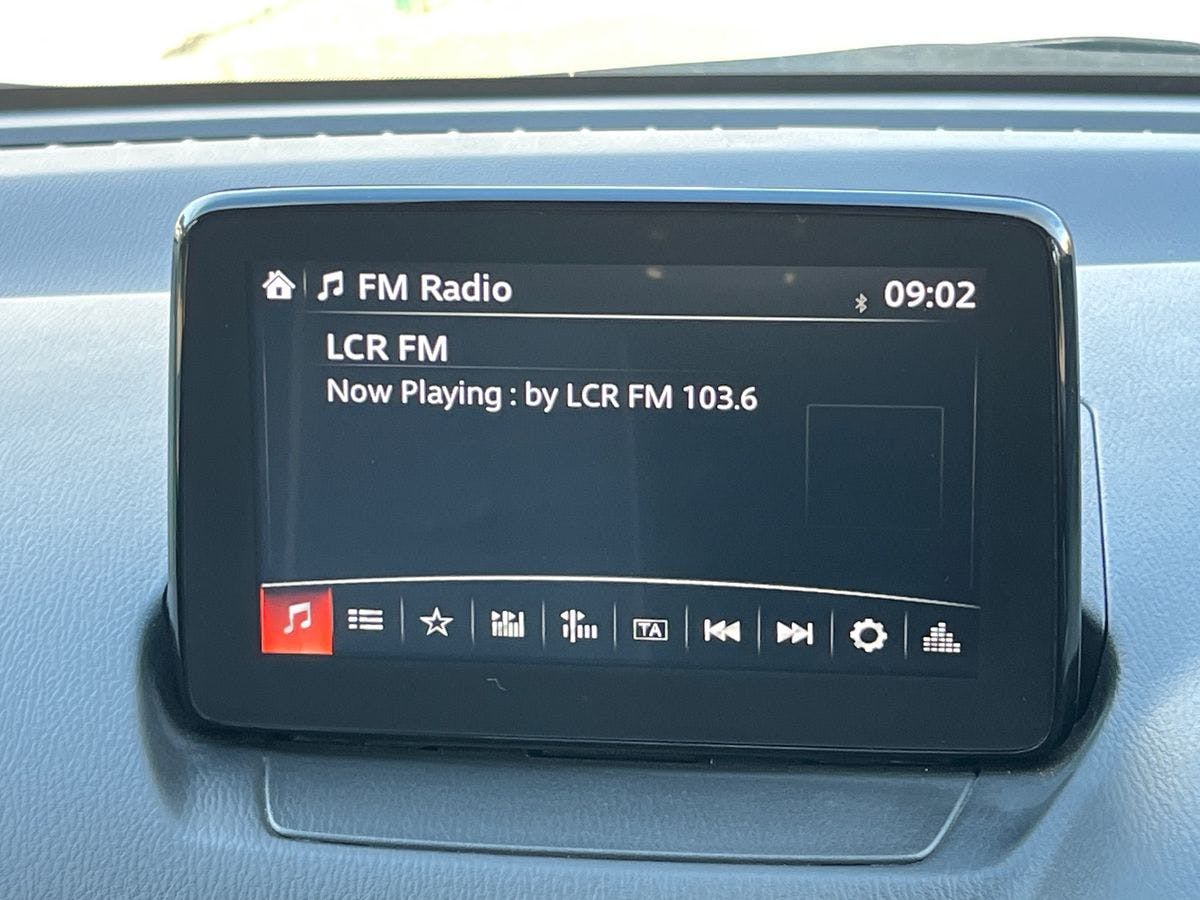 FM Radio
09:02
LCR FM
Now Playing : by LCR FM 103.6
TA